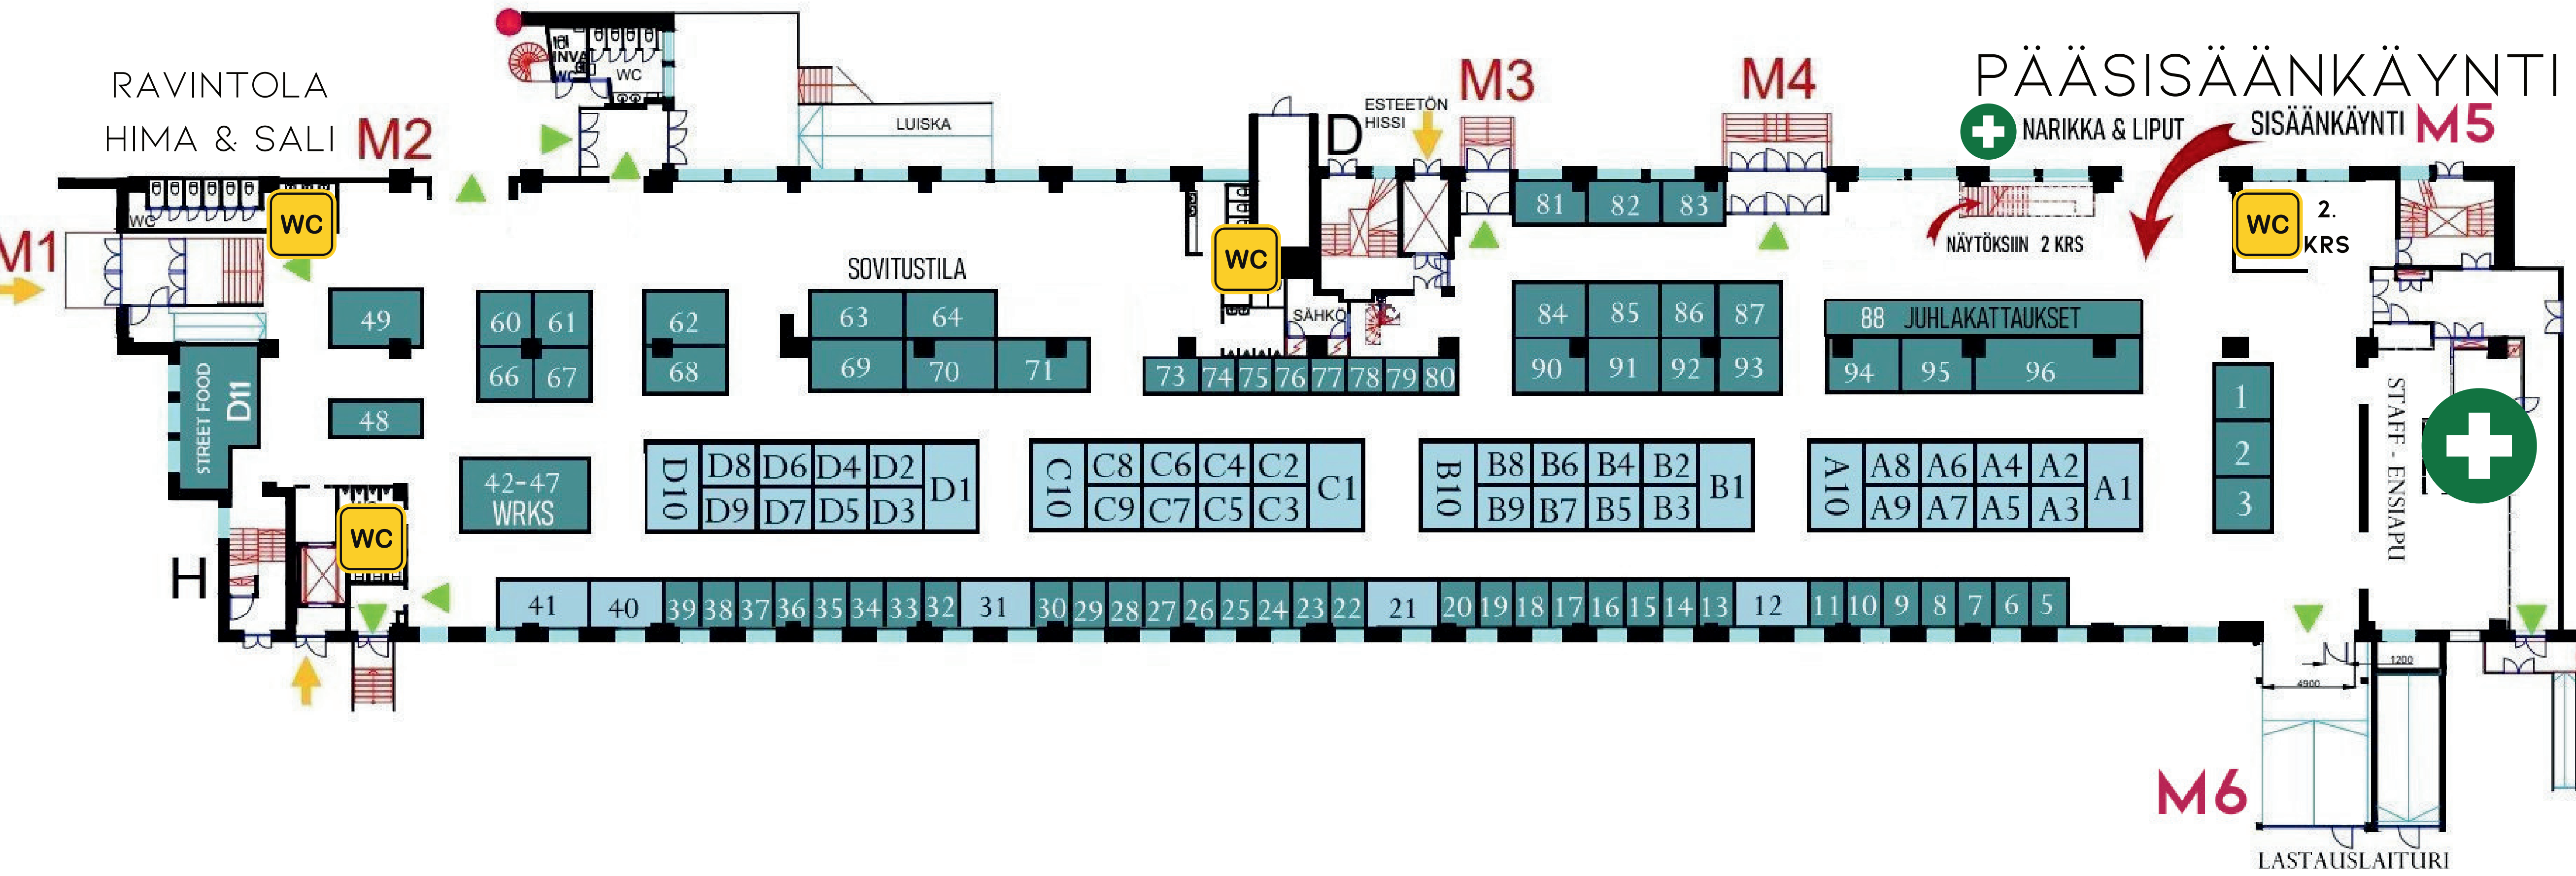 RAVINTOLA
HIMA & SALI
M2
INVA
WC
WC
LUISKA
D
ESTEETÖN
HISSI
M3
M4
PÄÄSISÄÄNKÄYNTI
NARIKKA & LIPUT
SISÄÄNKÄYNTI M5
WC
WC
M1
WC
SOVITUSTILA
81 82 83
NÄYTÖKSIIN 2 KRS
WC
2.
KRS
49
60 61
66 67
62
68
63 64
69 70 71
SÄHKÖ
73 74 75 76 77 78 79 80
84 85 86 87
90 91 92 93
88 JUHLAKATTAUKSET
94 95 96
1
2
3
STREET FOOD
D11
48
42-47
WRKS
D10 D8 D6 D4 D2 D1
D9 D7 D5 D3
C10 C8 C6 C4 C2 C1
C9 C7 C5 C3
B10 B8 B6 B4 B2 B1
B9 B7 B5 B3
A10 A8 A6 A4 A2 A1
A9 A7 A5 A3
STAFF - ENSIAPU
H
WC
41 40 39 38 37 36 35 34 33 32 31 30 29 28 27 26 25 24 23 22 21 20 19 18 17 16 15 14 13 12 11 10 9 8 7 6 5
1200
4900
M6
LASTAUSLAITURI